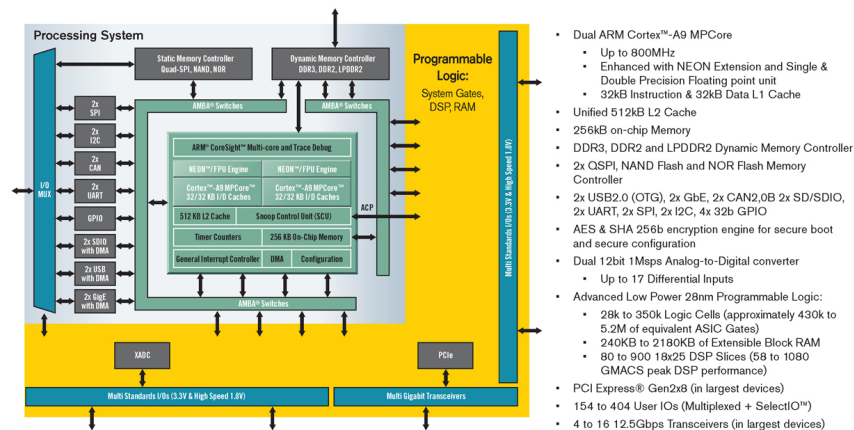 Processing System
Static Memory Controller
Quad-SPI, NAND, NOR
Dynamic Memory Controller
DDR3, DDR2, LPDDR2
Programmable
Logic:
System Gates,
DSP, RAM
AMBA® Switches
AMBA® Switches
2x
SPI
2x
I2C
2x
CAN
2x
UART
GPIO
2x SDIO
with DMA
2x USB
with DMA
2x GigE
with DMA
I/O
MUX
ARM® CoreSight™ Multi-core and Trace Debug
NEON™/FPU Engine
NEON™/FPU Engine
Cortex™-A9 MPCore™
32/32 KB I/D Caches
Cortex™-A9 MPCore™
32/32 KB I/D Caches
512 KB L2 Cache
Snoop Control Unit (SCU)
Timer Counters
256 KB On-Chip Memory
General Interrupt Controller
DMA
Configuration
ACP
AMBA® Switches
Multi Standards I/Os (3.3V & High Speed 1.8V)
XADC
PCIe
Multi Standards I/Os (3.3V & High Speed 1.8V)
Multi Gigabit Transceivers
▪ Dual ARM Cortex™-A9 MPCore
▪ Up to 800MHz
▪ Enhanced with NEON Extension and Single &
Double Precision Floating point unit
▪ 32kB Instruction & 32kB Data L1 Cache
▪ Unified 512kB L2 Cache
▪ 256kB on-chip Memory
▪ DDR3, DDR2 and LPDDR2 Dynamic Memory Controller
▪ 2x QSPI, NAND Flash and NOR Flash Memory
Controller
▪ 2x USB2.0 (OTG), 2x GbE, 2x CAN2,0B 2x SD/SDIO,
2x UART, 2x SPI, 2x I2C, 4x 32b GPIO
▪ AES & SHA 256b encryption engine for secure boot
and secure configuration
▪ Dual 12bit 1Msps Analog-to-Digital converter
▪ Up to 17 Differential Inputs
▪ Advanced Low Power 28nm Programmable Logic:
▪ 28k to 350k Logic Cells (approximately 430k to
5.2M of equivalent ASIC Gates)
▪ 240KB to 2180KB of Extensible Block RAM
▪ 80 to 900 18x25 DSP Slices (58 to 1080
GMACS peak DSP performance)
▪ PCI Express® Gen2x8 (in largest devices)
▪ 154 to 404 User IOs (Multiplexed + SelectIO™)
▪ 4 to 16 12.5Gbps Transceivers (in largest devices)